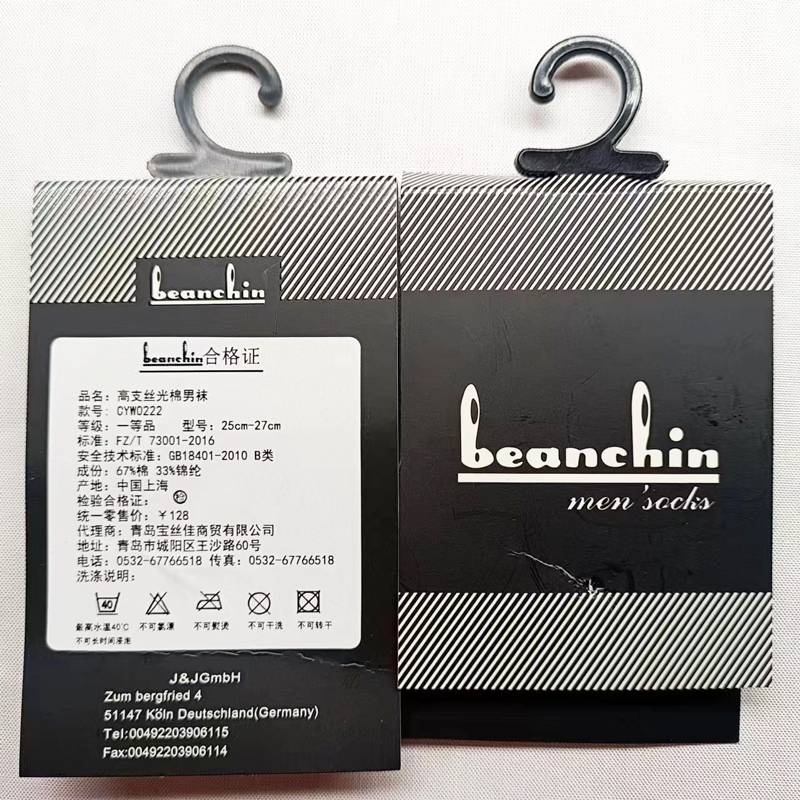 beanchin
beanchin合格证
品名：高支丝光棉男袜
款号：CYW0222
等级：一等品 型号：25cm-27cm
标准：FZ/T 73001-2016
安全技术标准：GB18401-2010 B类
成份：67%棉 33%锦纶
产地：中国上海
检验合格证：
统一零售价：￥128
代理商：青岛宝丝佳商贸有限公司
地址：青岛市城阳区王沙路60号
电话：0532-67766518 传真：0532-67766518
洗涤说明：
40
最高水温40℃ 不可氯漂 不可熨烫 不可干洗 不可转干
不可长时间浸泡
J&JGmbH
Zum bergfried 4
51147 Köln Deutschland(Germany)
Tel:00492203906115
Fax:00492203906114
beanchin
men'socks